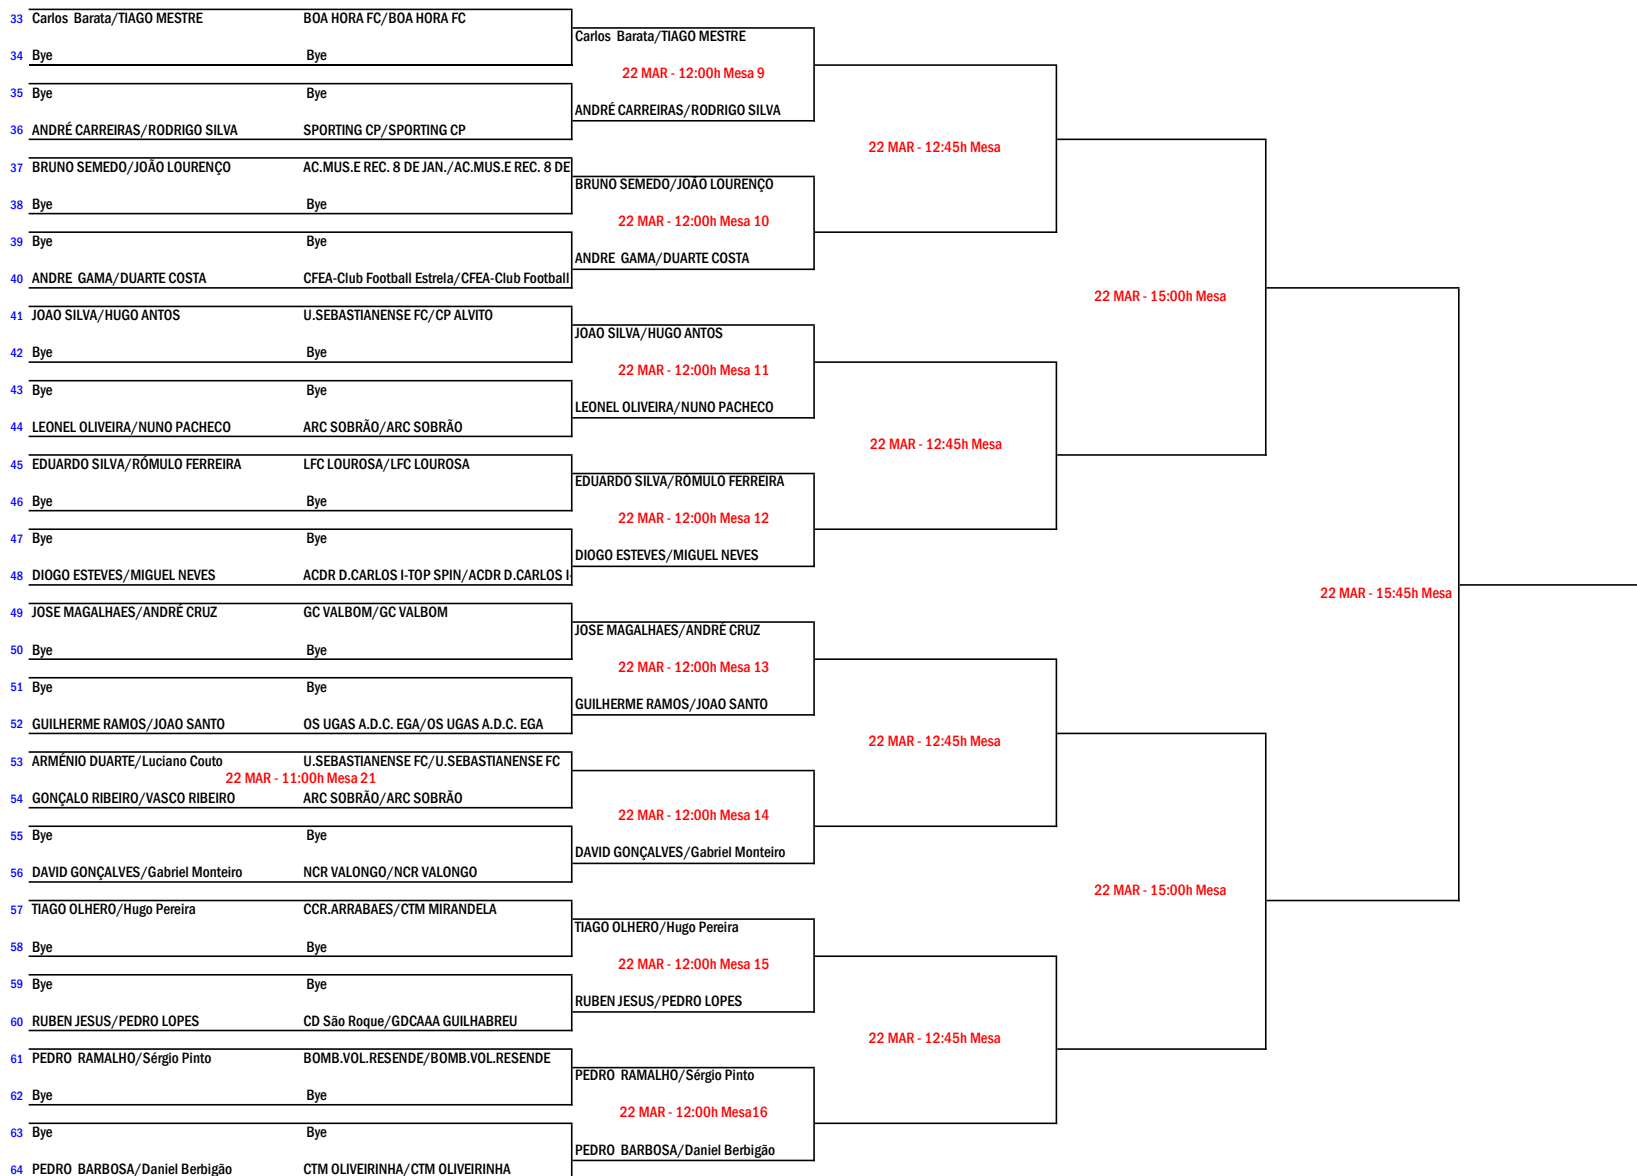 33 Carlos Barata/TIAGO MESTRE BOA HORA FC/BOA HORA FC
Carlos Barata/TIAGO MESTRE
34 Bye Bye
22 MAR - 12:00h Mesa 9
35 Bye Bye
ANDRÉ CARREIRAS/RODRIGO SILVA
36 ANDRÉ CARREIRAS/RODRIGO SILVA SPORTING CP/SPORTING CP
22 MAR - 12:45h Mesa
37 BRUNO SEMEDO/JOÃO LOURENÇO AC.MUS.E REC. 8 DE JAN./AC.MUS.E REC. 8 DE
BRUNO SEMEDO/JOÃO LOURENÇO
38 Bye Bye
22 MAR - 12:00h Mesa 10
39 Bye Bye
ANDRE GAMA/DUARTE COSTA
40 ANDRE GAMA/DUARTE COSTA CFEA-Club Football Estrela/CFEA-Club Football
22 MAR - 15:00h Mesa
41 JOAO SILVA/HUGO ANTOS U.SEBASTIANENSE FC/CP ALVITO
JOAO SILVA/HUGO ANTOS
42 Bye Bye
22 MAR - 12:00h Mesa 11
43 Bye Bye
LEONEL OLIVEIRA/NUNO PACHECO
44 LEONEL OLIVEIRA/NUNO PACHECO ARC SOBRÃO/ARC SOBRÃO
22 MAR - 12:45h Mesa
45 EDUARDO SILVA/RÓMULO FERREIRA LFC LOUROSA/LFC LOUROSA
EDUARDO SILVA/RÓMULO FERREIRA
46 Bye Bye
22 MAR - 12:00h Mesa 12
47 Bye Bye
DIOGO ESTEVES/MIGUEL NEVES
48 DIOGO ESTEVES/MIGUEL NEVES ACDR D.CARLOS I-TOP SPIN/ACDR D.CARLOS I-
22 MAR - 15:45h Mesa
49 JOSE MAGALHAES/ANDRÉ CRUZ GC VALBOM/GC VALBOM
JOSE MAGALHAES/ANDRÉ CRUZ
50 Bye Bye
22 MAR - 12:00h Mesa 13
51 Bye Bye
GUILHERME RAMOS/JOAO SANTO
52 GUILHERME RAMOS/JOAO SANTO OS UGAS A.D.C. EGA/OS UGAS A.D.C. EGA
22 MAR - 12:45h Mesa
53 ARMÉNIO DUARTE/Luciano Couto U.SEBASTIANENSE FC/U.SEBASTIANENSE FC
22 MAR - 11:00h Mesa 21
54 GONÇALO RIBEIRO/VASCO RIBEIRO ARC SOBRÃO/ARC SOBRÃO
22 MAR - 12:00h Mesa 14
55 Bye Bye
DAVID GONÇALVES/Gabriel Monteiro
56 DAVID GONÇALVES/Gabriel Monteiro NCR VALONGO/NCR VALONGO
22 MAR - 15:00h Mesa
57 TIAGO OLHERO/Hugo Pereira CCR.ARRABAES/CTM MIRANDELA
TIAGO OLHERO/Hugo Pereira
58 Bye Bye
22 MAR - 12:00h Mesa 15
59 Bye Bye
RUBEN JESUS/PEDRO LOPES
60 RUBEN JESUS/PEDRO LOPES CD São Roque/GDCAAA GUILHABREU
22 MAR - 12:45h Mesa
61 PEDRO RAMALHO/Sérgio Pinto BOMB.VOL.RESENDE/BOMB.VOL.RESENDE
PEDRO RAMALHO/Sérgio Pinto
62 Bye Bye
22 MAR - 12:00h Mesa16
63 Bye Bye
PEDRO BARBOSA/Daniel Berbigão
64 PEDRO BARBOSA/Daniel Berbigão CTM OLIVEIRINHA/CTM OLIVEIRINHA